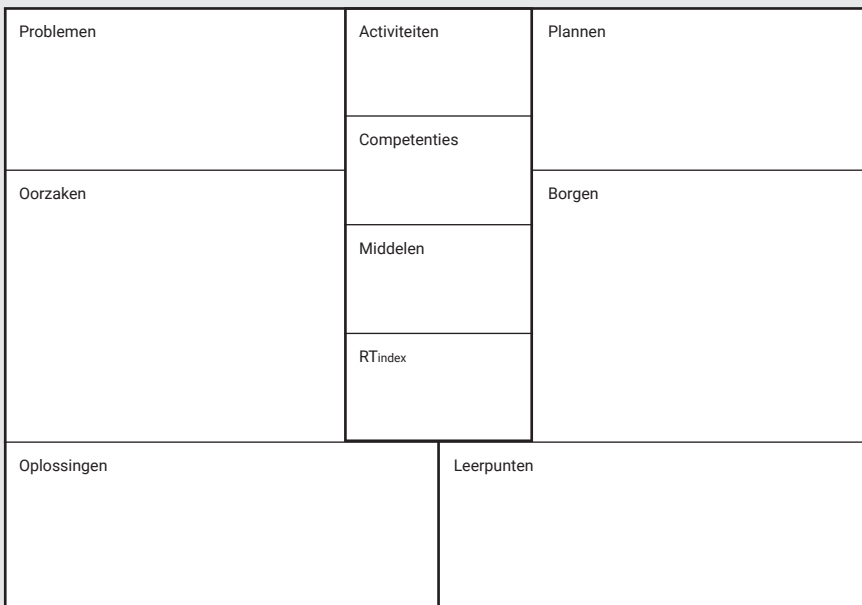 Problemen
Oorzaken
Activiteiten
Competenties
Middelen
RTindex
Plannen
Borgen
Oplossingen
Leerpunten